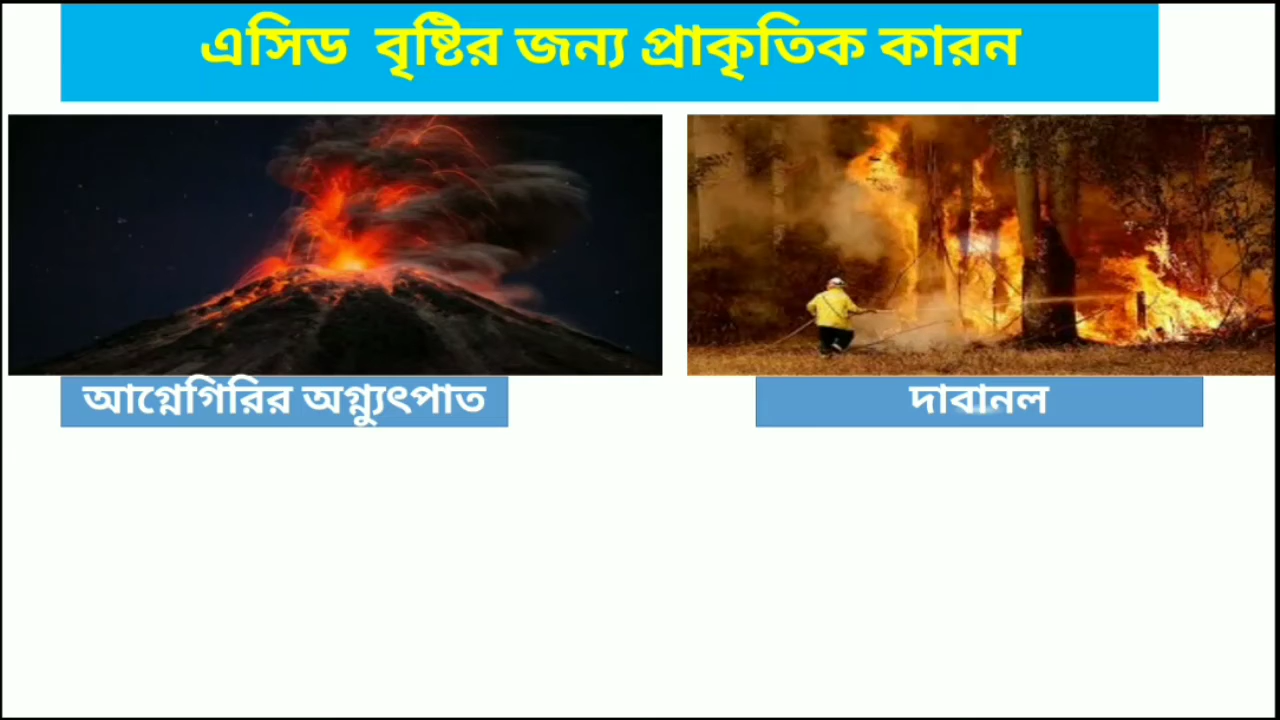 এসিড বৃষ্টির জন্য প্রাকৃতিক কারন
আগ্নেগিরির অগ্ন্যুৎপাত
দাবানল